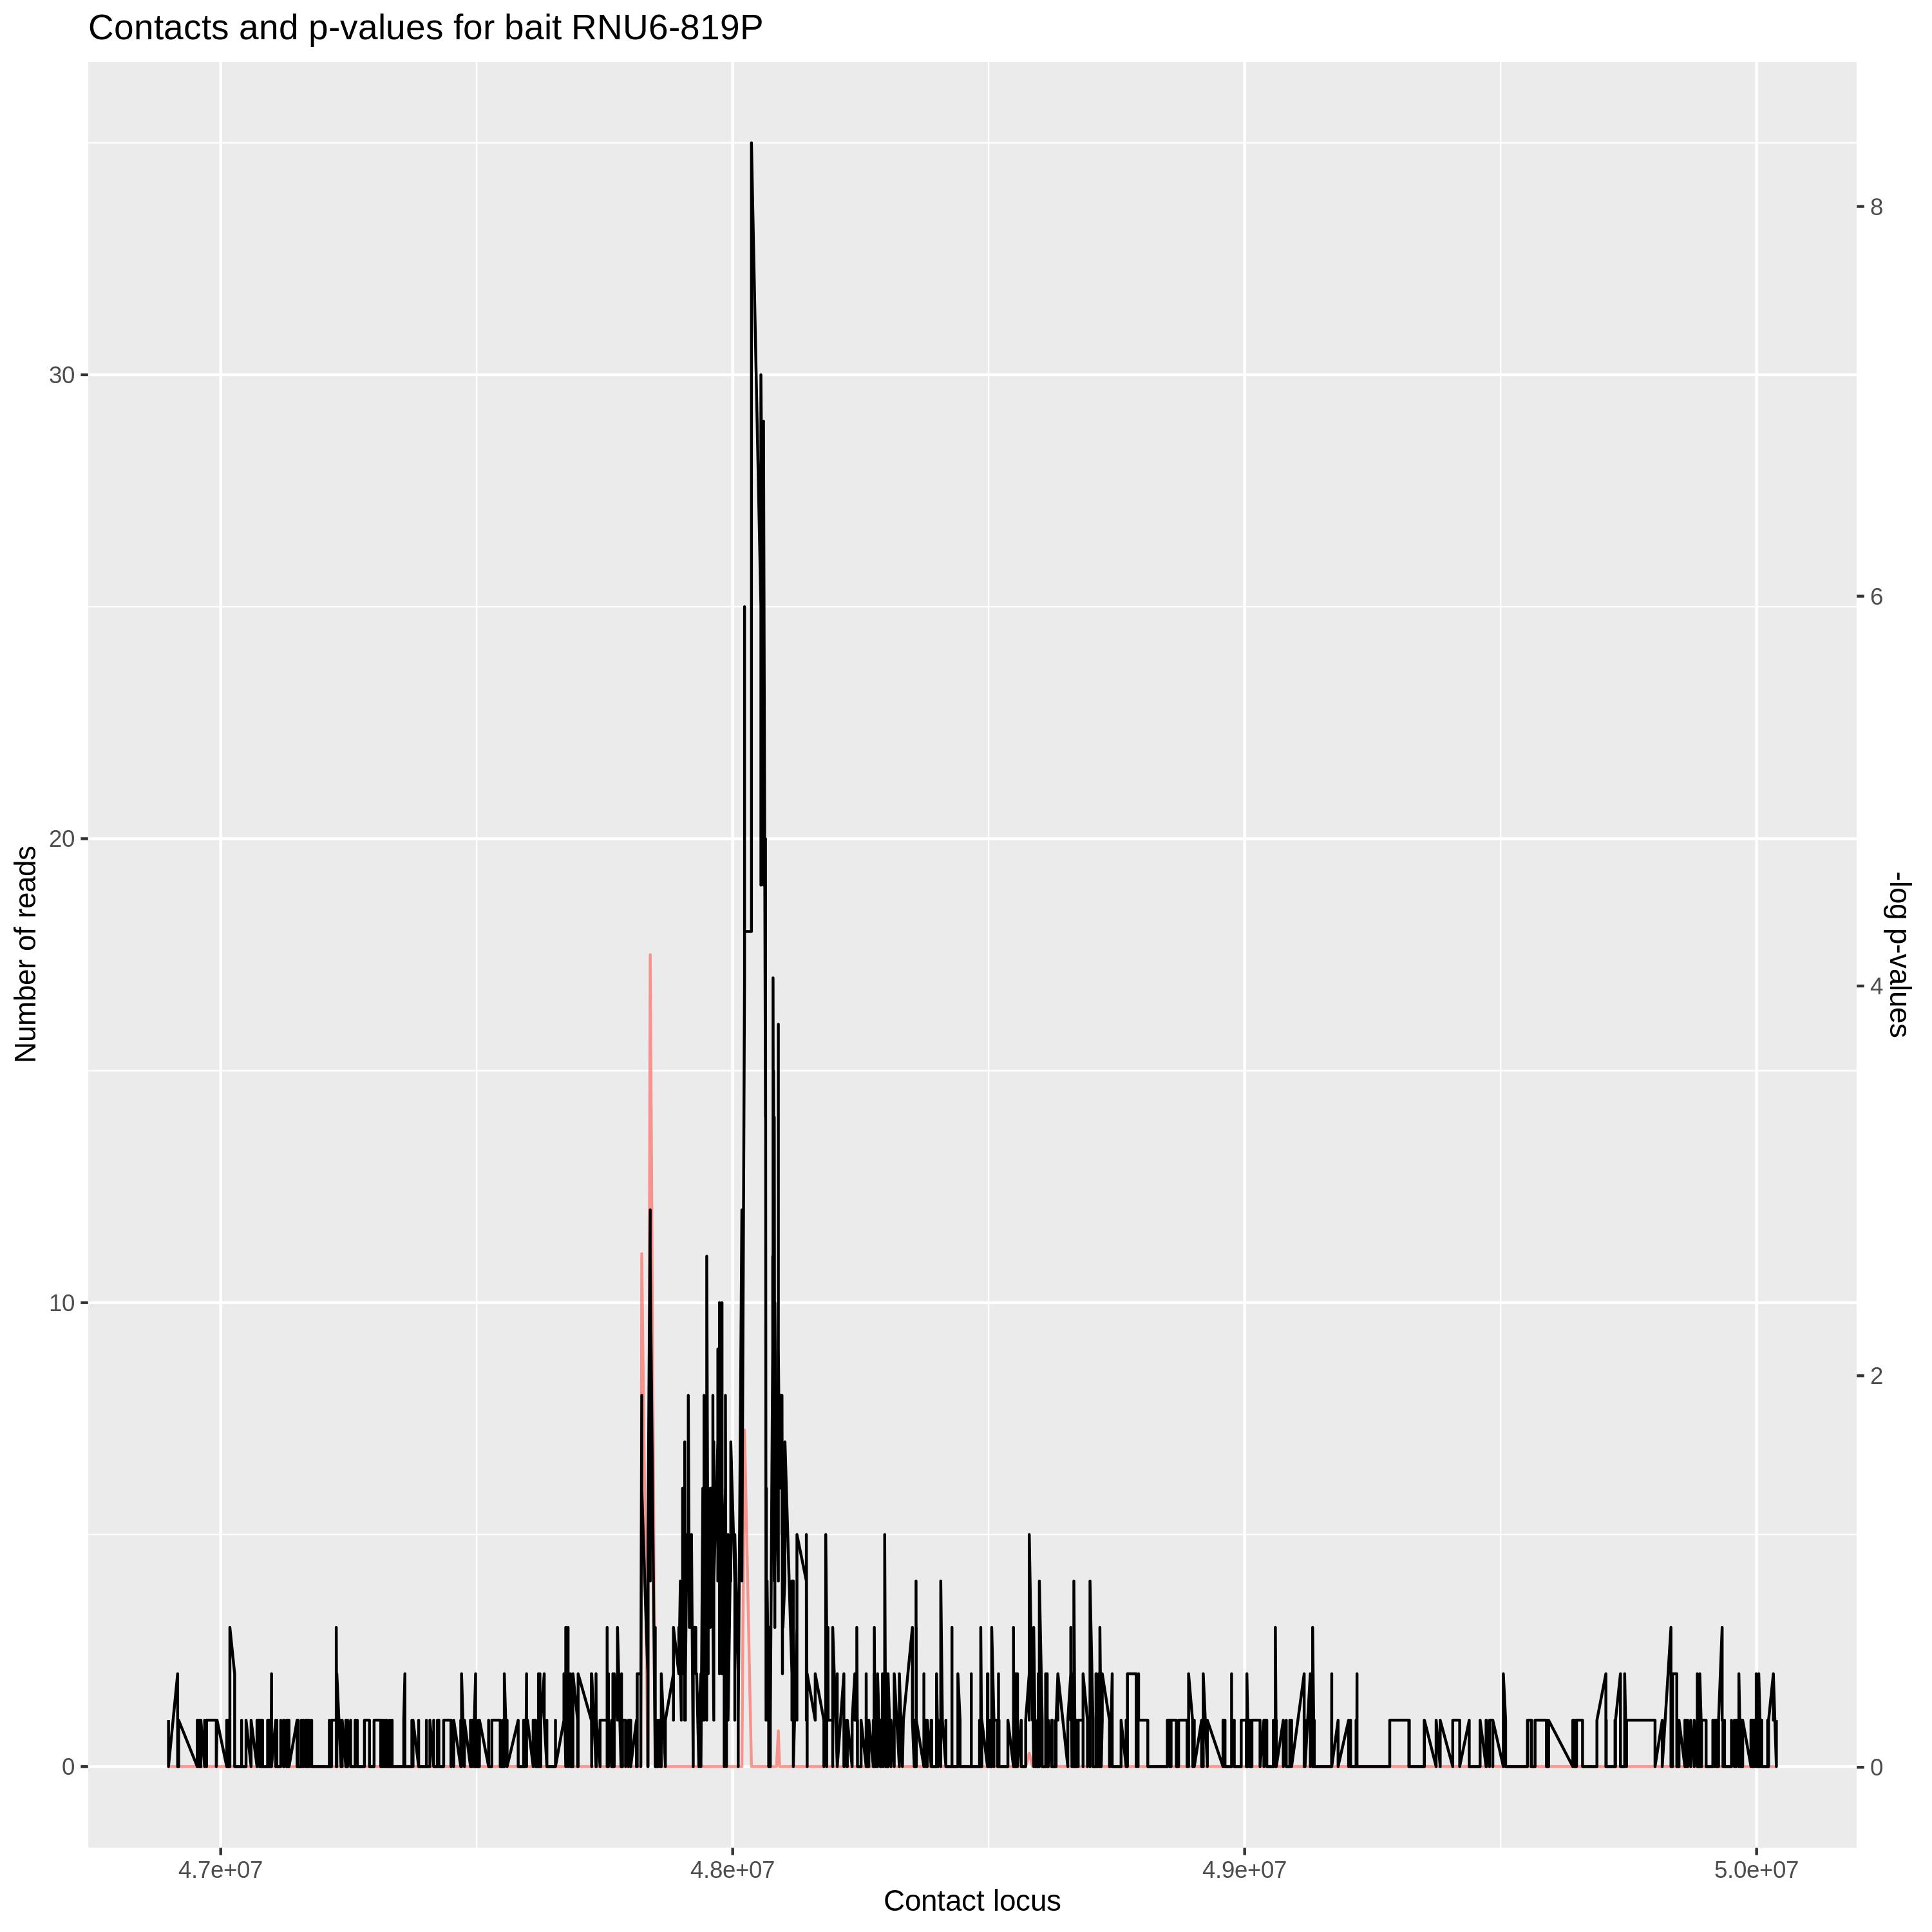 Contacts and p-values for bait RNU6-819P
30
20
10
0
Number of reads
8
6
4
2
0
-log p-values
4.7e+07
4.8e+07
4.9e+07
5.0e+07
Contact locus